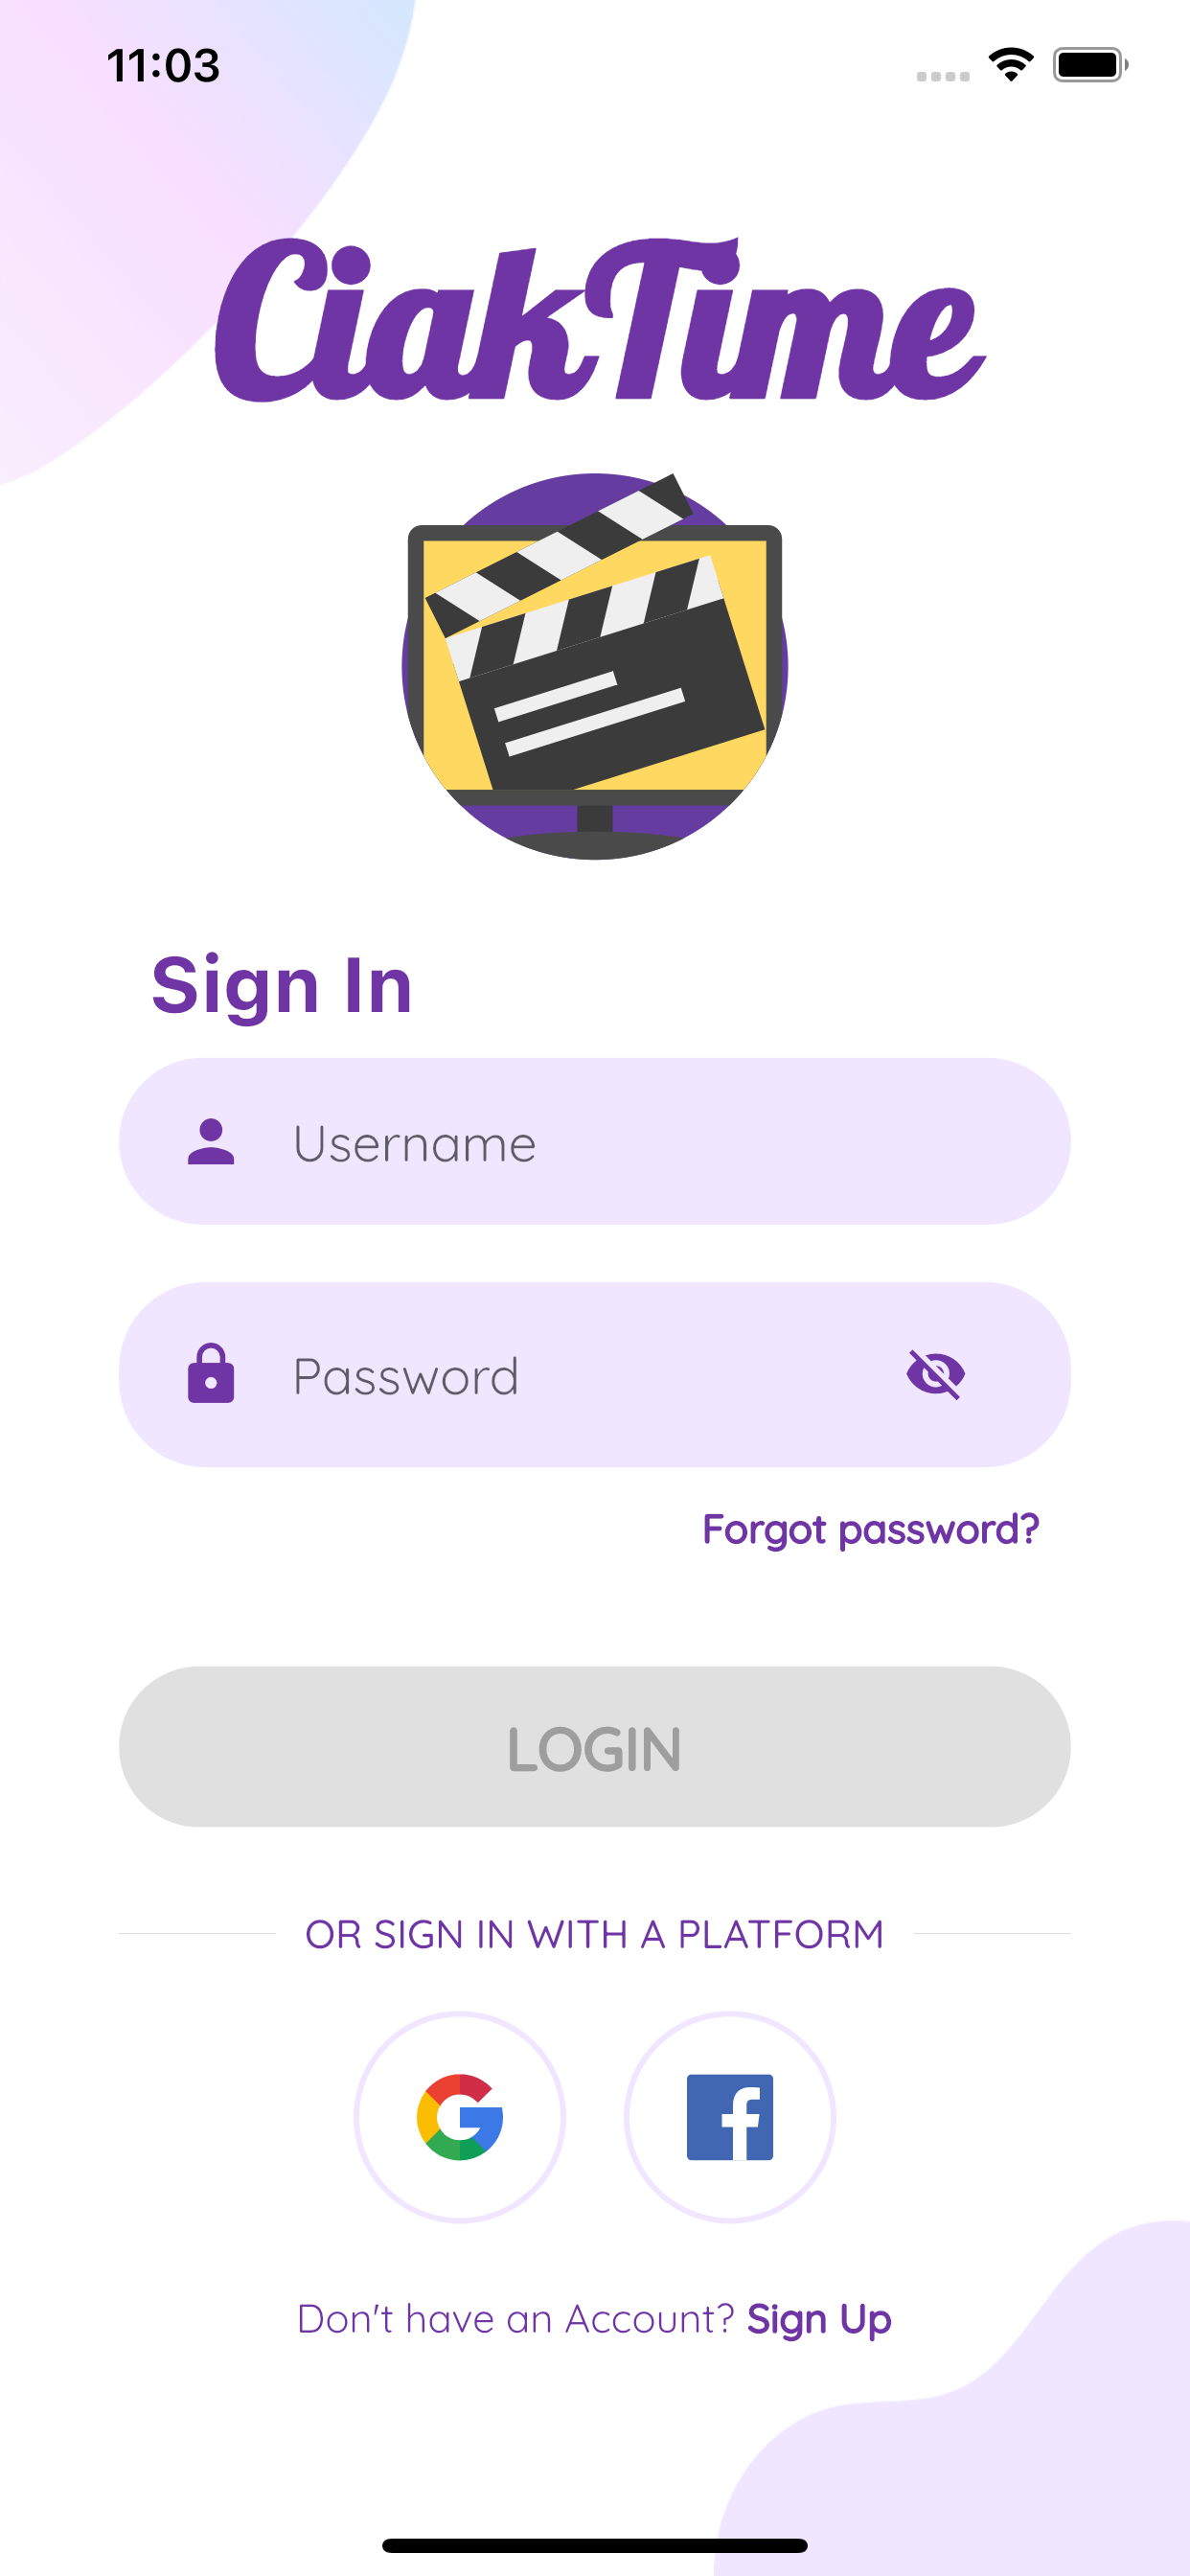 11:03
CiakTime
Sign In
Username
Password
Forgot password?
LOGIN
OR SIGN IN WITH A PLATFORM
Don't have an Account? Sign Up